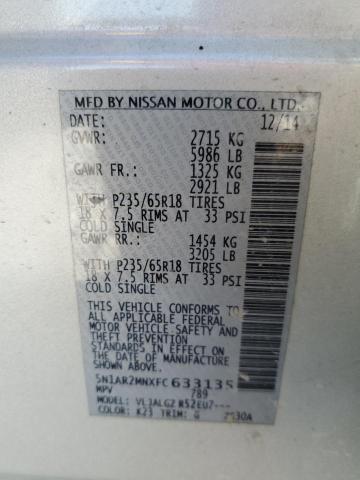 MFD BY NISSAN MOTOR CO., LTD.
DATE: 12/14
GVWR: 2715 KG
5986 LB
GAWR FR.: 1325 KG
2921 LB
WITH P235/65R18 TIRES
18 X 7.5 RIMS AT 33 PSI
COLD SINGLE
GAWR RR.: 1454 KG
3205 LB
WITH P235/65R18 TIRES
18 X 7.5 RIMS AT 33 PSI
COLD SINGLE
THIS VEHICLE CONFORMS TO
ALL APPLICABLE FEDERAL
MOTOR VEHICLE SAFETY AND
THEFT PREVENTION
STANDARDS IN EFFECT ON THE
DATE OF MANUFACTURE
SHOWN ABOVE.
5N1AR2MNXFC633135
MPV 789
MODEL:
COLOR: K23 TRIM: G